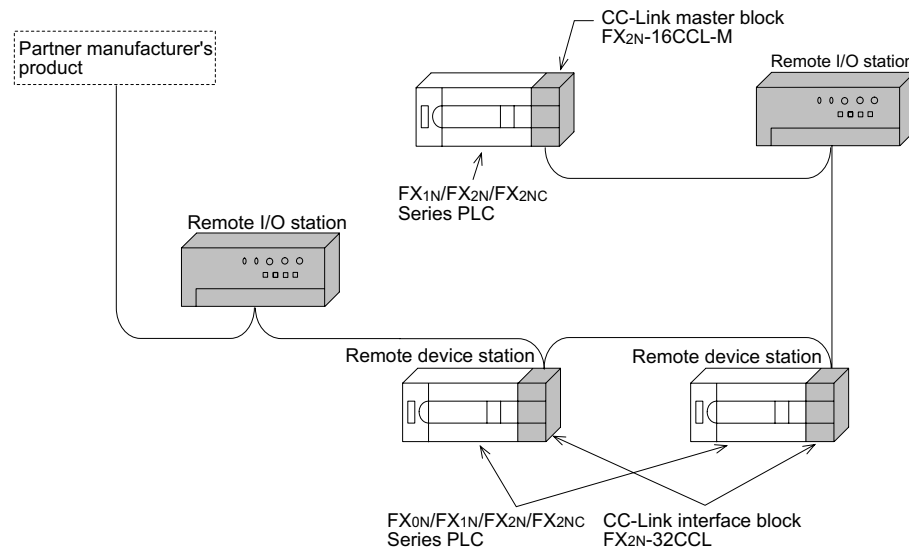 CC-Link master block
FX2N-16CCL-M
Partner manufacturer's
product
Remote I/O station
FX1N/FX2N/FX2NC
Series PLC
Remote I/O station
Remote device station
Remote device station
FX0N/FX1N/FX2N/FX2NC
Series PLC
CC-Link interface block
FX2N-32CCL